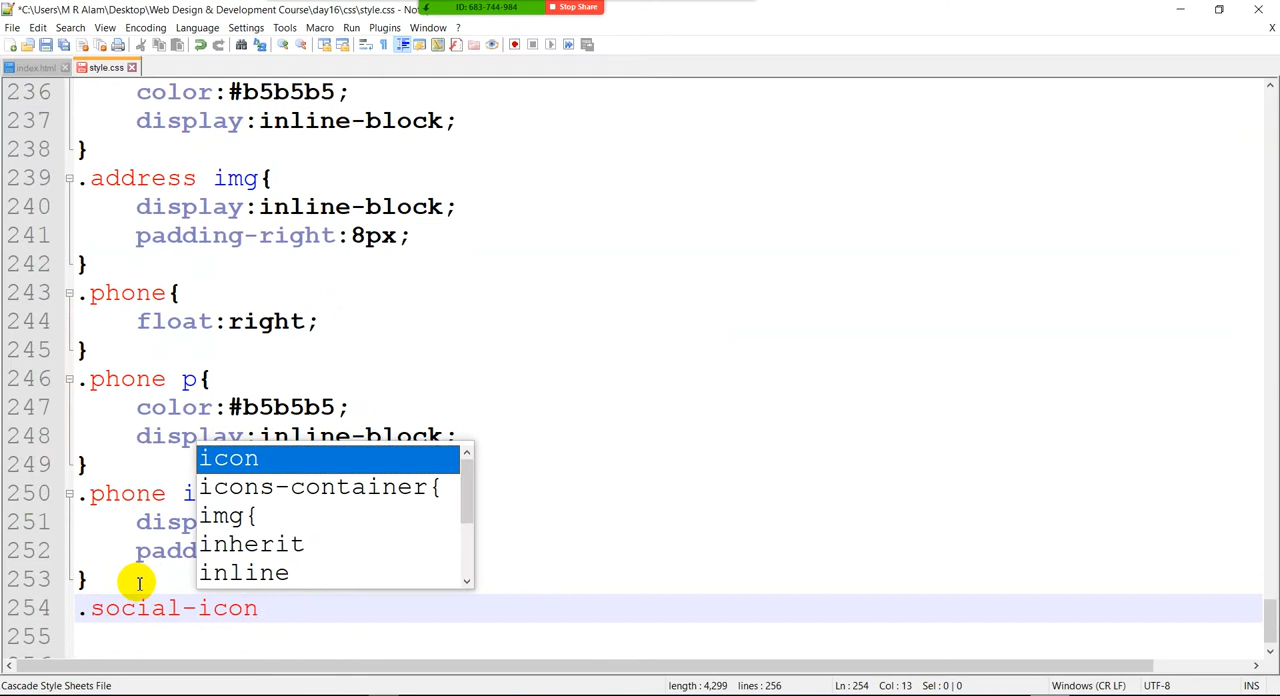 *C:\Users\M R Alam\Desktop\Web Design & Development Course\day16\css\style.css - No
ID: 683-744-984
Stop Share
File Edit Search View Encoding Language Settings Tools Macro Run Plugins Window ?
X
index.html style.css
236 color:#b5b5b5;
237 display:inline-block;
238 }
239 .address img{
240 display:inline-block;
241 padding-right:8px;
242 }
243 .phone{
244 float:right;
245 }
246 .phone p{
247 color:#b5b5b5;
248 display:inline-block;
249 }
250 .phone i
251 disp
252 padd
253 }
254 .social-icon
255
icon
icons-container{
img{
inherit
inline
Cascade Style Sheets File length : 4,299 lines : 256 Ln : 254 Col : 13 Sel : 0 | 0 Windows (CR LF) UTF-8 INS